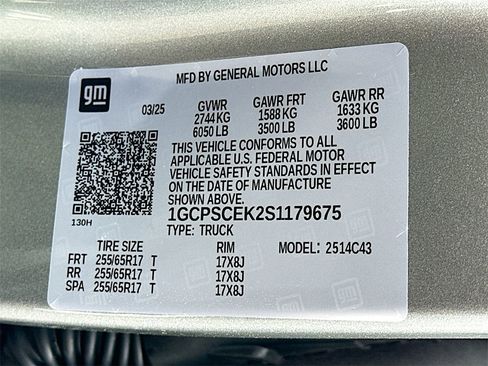 gm
MFD BY GENERAL MOTORS LLC
03/25 GVWR GAWR FRT GAWR RR
2744 KG 1588 KG 1633 KG
6050 LB 3500 LB 3600 LB
THIS VEHICLE CONFORMS TO ALL
APPLICABLE U.S. FEDERAL MOTOR
VEHICLE SAFETY STANDARDS IN EFFECT
ON THE DATE OF MANUFACTURE
SHOWN ABOVE.
1GCPSCEK2S1179675
130H TYPE: TRUCK
TIRE SIZE RIM MODEL: 2514C43
FRT 255/65R17 T 17X8J
RR 255/65R17 T 17X8J
SPA 255/65R17 T 17X8J